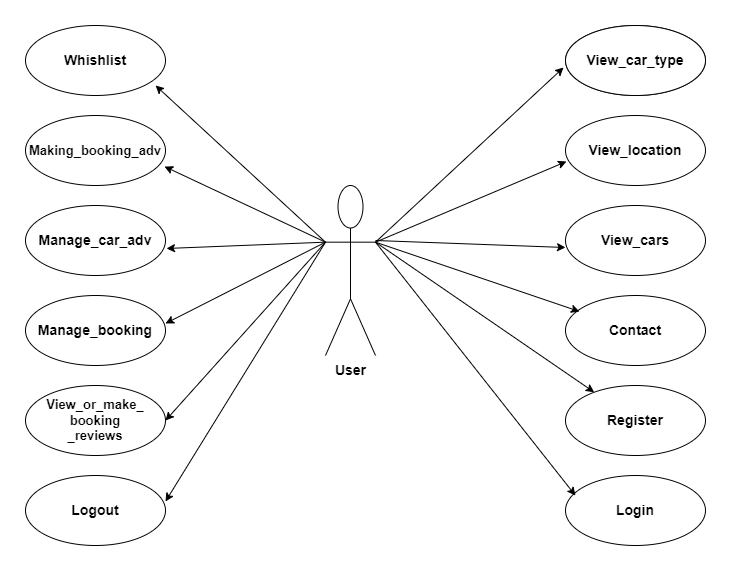 Whishlist
View_car_type
Making_booking_adv
View_location
Manage_car_adv
View_cars
Manage_booking
Contact
User
View_or_make_
booking
_reviews
Register
Logout
Login